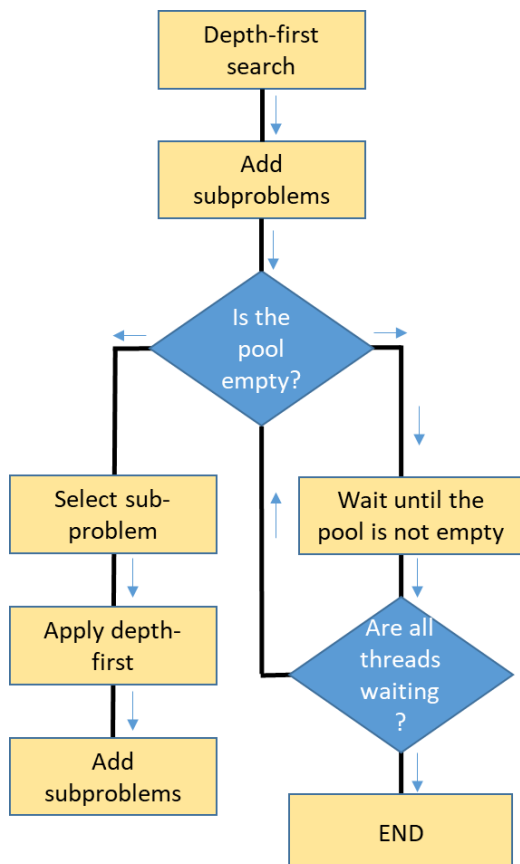 Depth-first
search
Add
subproblems
Is the
pool
empty?
Select sub-
problem
Wait until the
pool is not empty
Apply depth-
first
Are all
threads
waiting
?
Add
subproblems
END